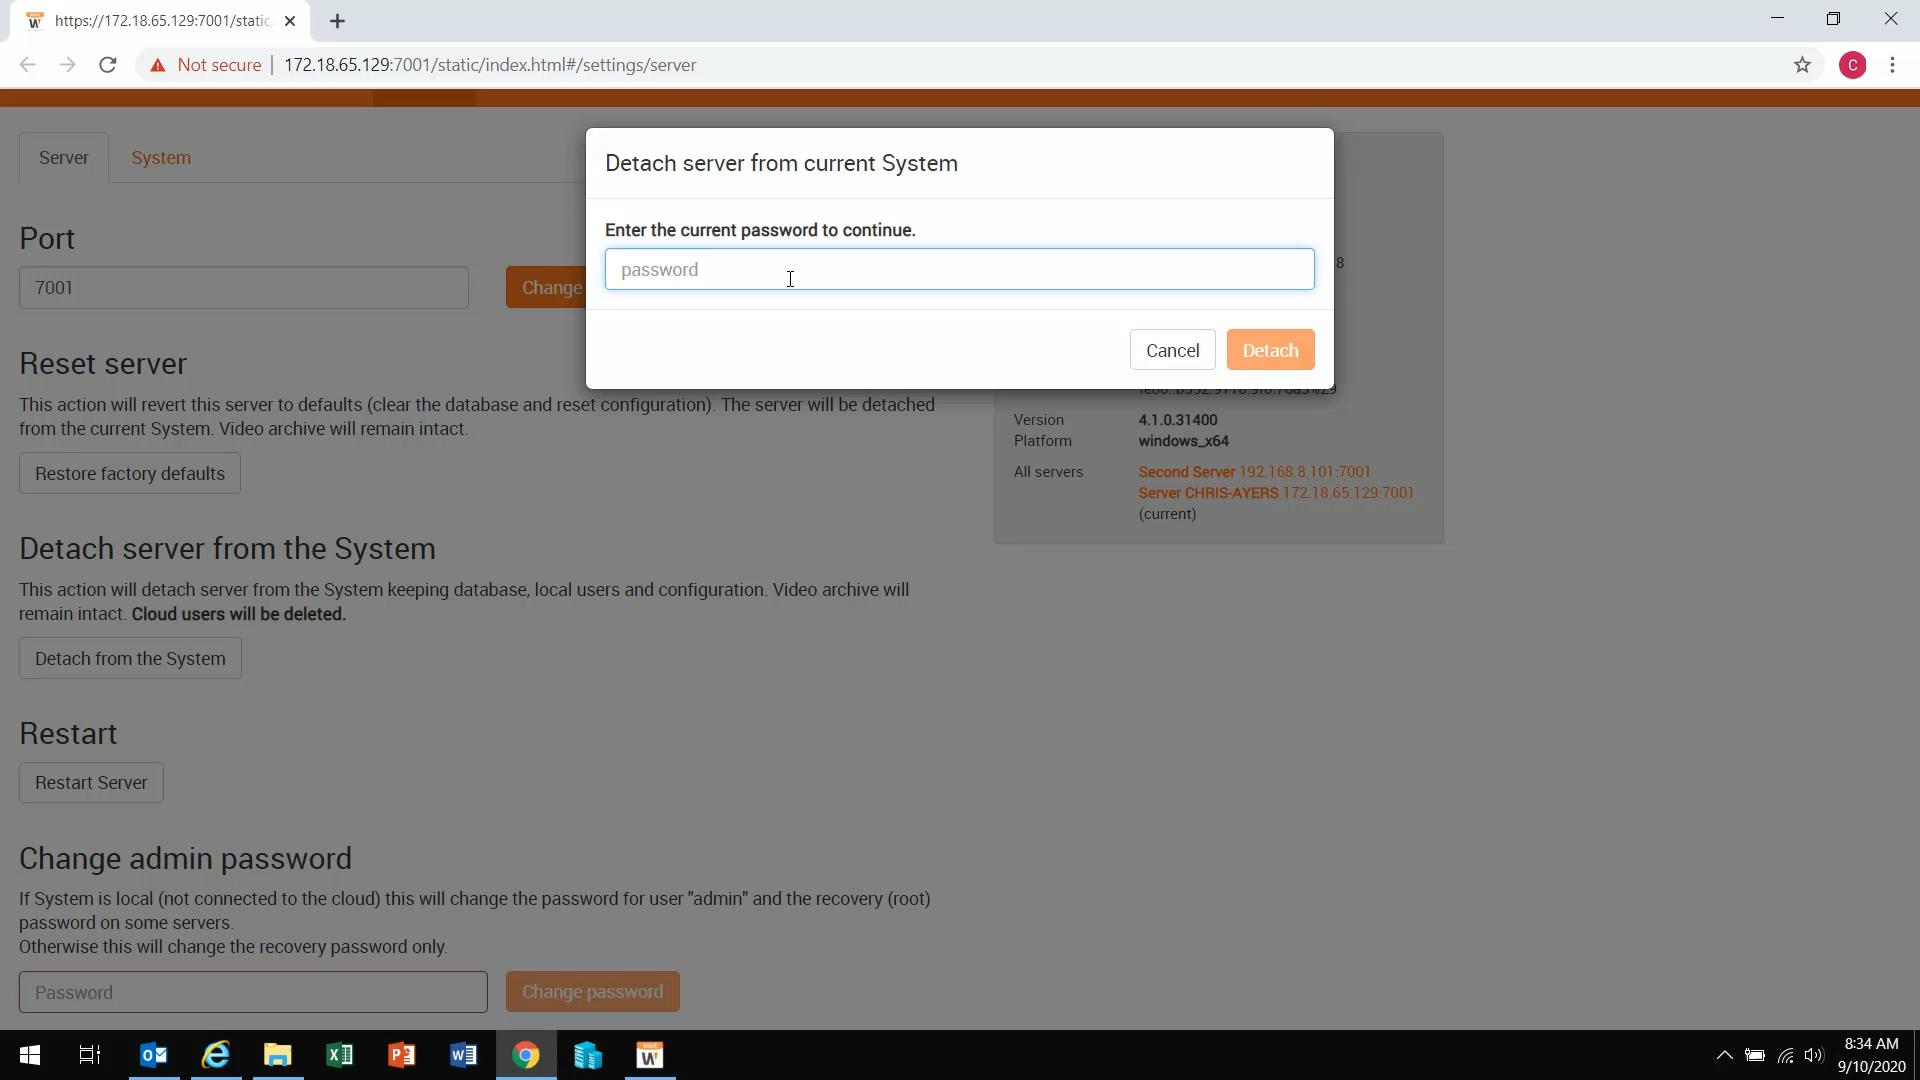 https://172.18.65.129:7001/static
Not secure
172.18.65.129:7001/static/index.html#/settings/server
C
Server
System
Detach server from current System
Enter the current password to continue.
password
Cancel
Detach
Port
7001
Change
8
Reset server
This action will revert this server to defaults (clear the database and reset configuration). The server will be detached
from the current System. Video archive will remain intact.
Restore factory defaults
Version 4.1.0.31400
Platform windows_x64
All servers Second Server 192.168.8.101:7001
Server CHRIS-AYERS 172.18.65.129:7001
(current)
Detach server from the System
This action will detach server from the System keeping database, local users and configuration. Video archive will
remain intact. Cloud users will be deleted.
Detach from the System
Restart
Restart Server
Change admin password
If System is local (not connected to the cloud) this will change the password for user "admin" and the recovery (root)
password on some servers.
Otherwise this will change the recovery password only.
Password
Change password
8:34 AM
9/10/2020